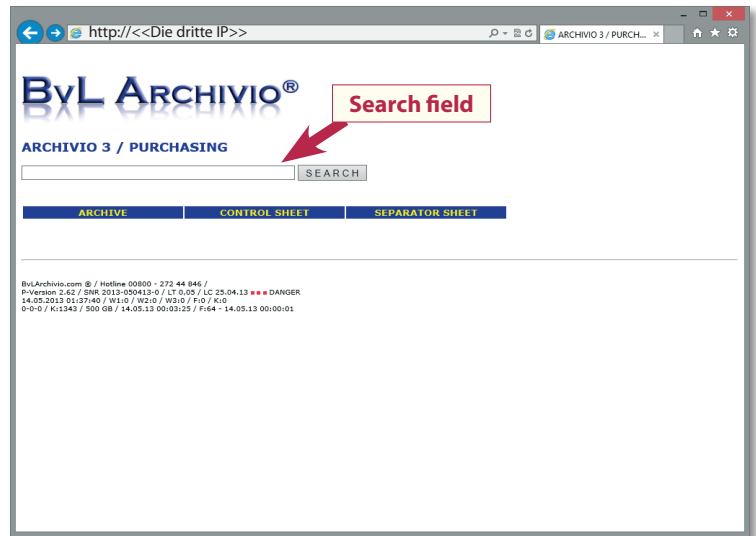 http://<<Die dritte IP>>
ARCHIVIO 3 / PURCH...
BvL Archivio®
Search field
ARCHIVIO 3 / PURCHASING
SEARCH
ARCHIVE CONTROL SHEET SEPARATOR SHEET
BvLArchivio.com ® / Hotline 00800 - 272 44 846 /
P-Version 2.62 / SNR 2013-050413-0 / LT 0.05 / LC 25.04.13 ■■■ DANGER
14.05.2013 01:37:40 / W1:0 / W2:0 / W3:0 / F:0 / K:0
0-0-0 / K:1343 / 500 GB / 14.05.13 00:03:25 / F:64 - 14.05.13 00:00:01